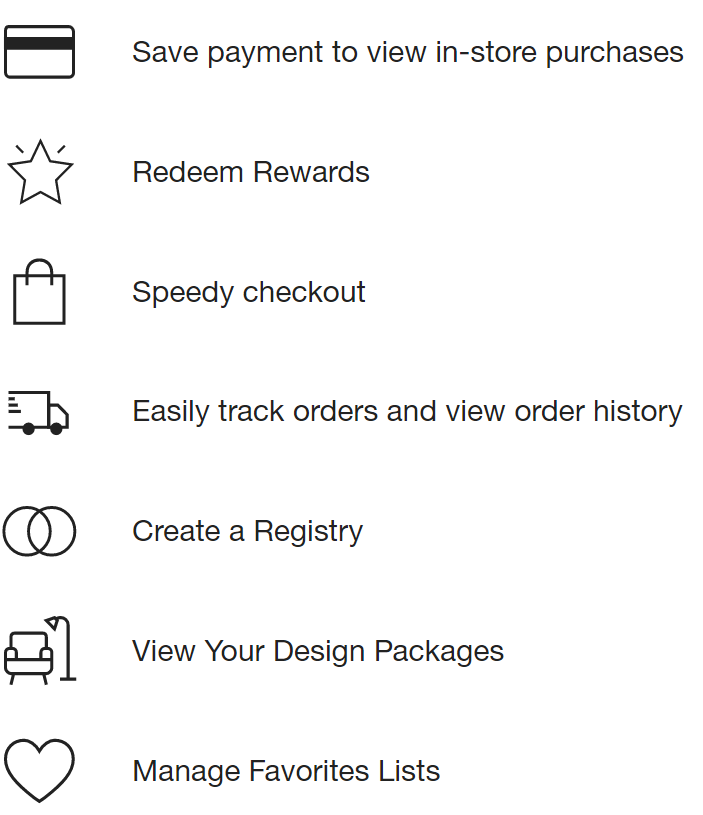 Save payment to view in-store purchases
Redeem Rewards
Speedy checkout
Easily track orders and view order history
Create a Registry
View Your Design Packages
Manage Favorites Lists